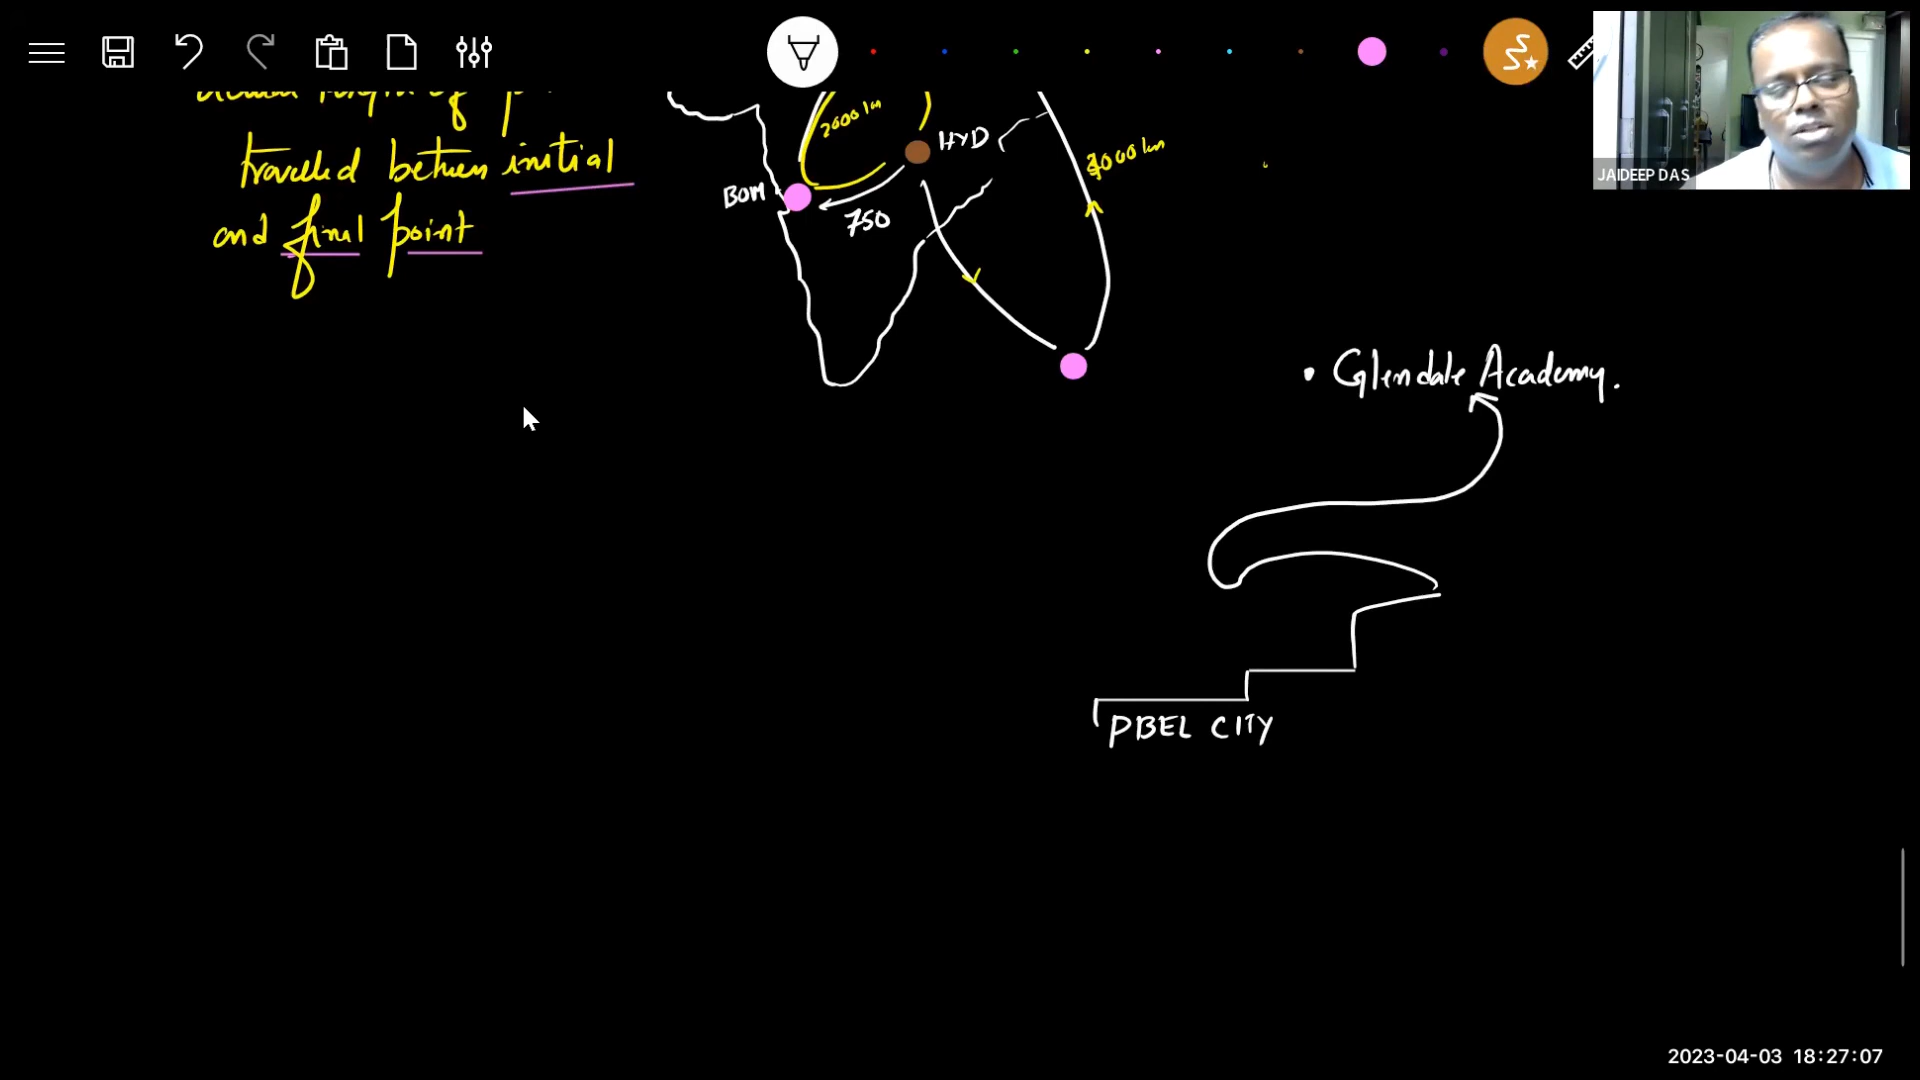 travelled between initial
and final point
2000 km
HYD
BOM
750
3000 km
JAIDEEP DAS
• Glendale Academy.
PBEL CITY
2023-04-03 18:27:07